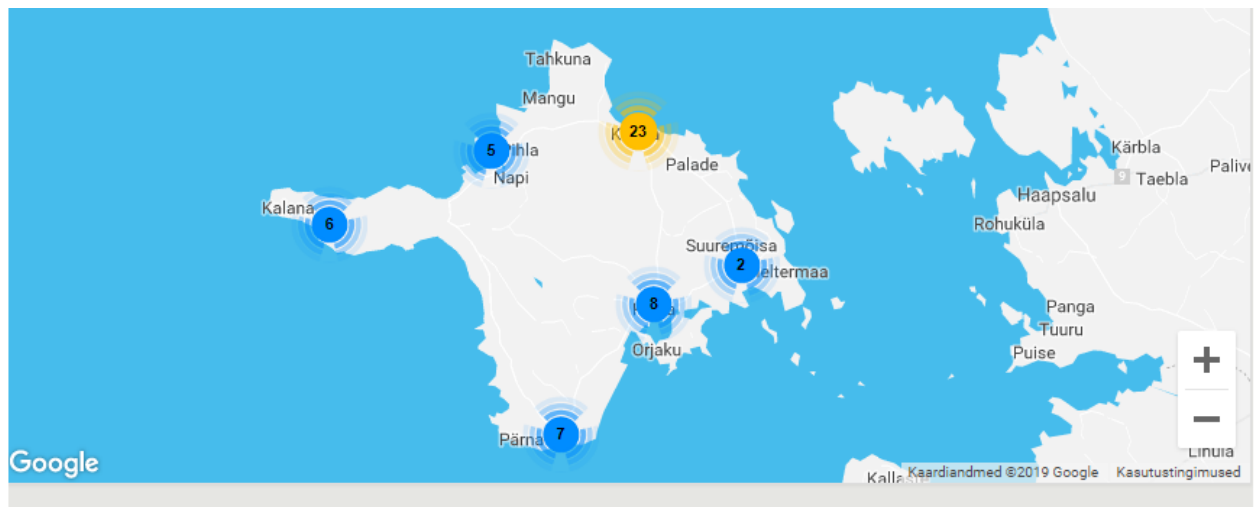 Tahkuna
Mangu
23
5
Palade
Napi
Kärbla
9
Taebla
Haapsalu
Kalana
6
Rohuküla
Suuremõisa
2
8
Panga
Tuuru
Orjaku
Puise
+
7
−
Google
Kaardiandmed ©2019 Google
Kasutustingimused